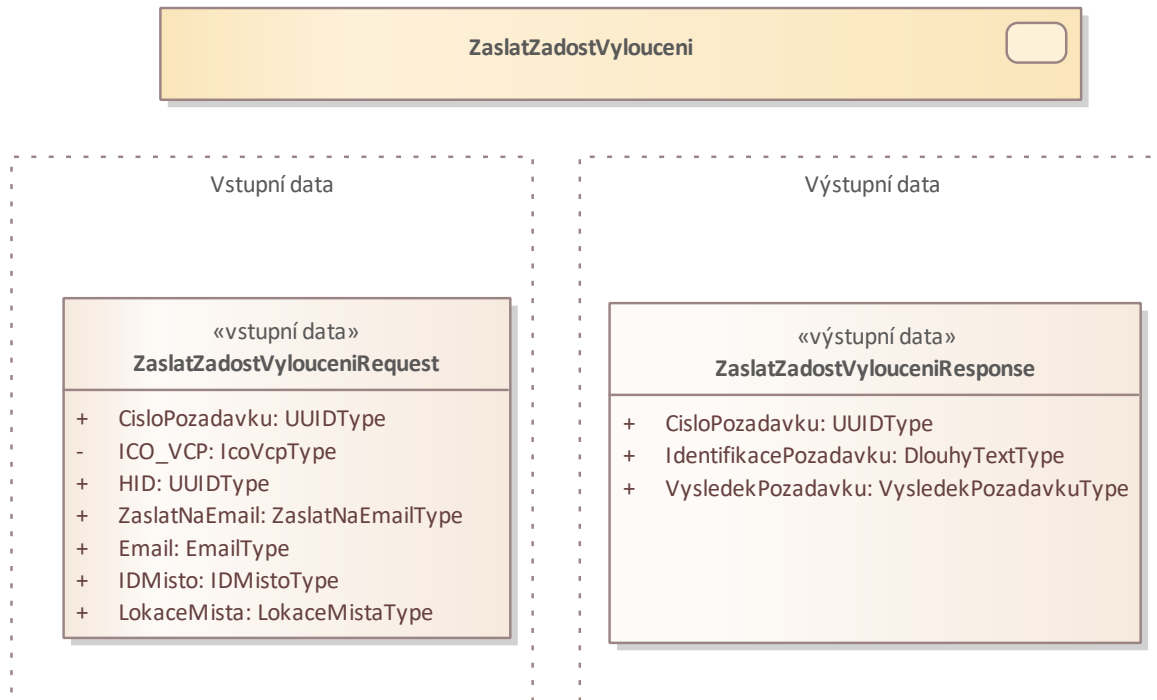 ZaslatZadostVylouceni
Vstupní data
«vstupní data»
ZaslatZadostVylouceniRequest
+ CisloPozadavku: UUIDType
- ICO_VCP: IcoVcpType
+ HID: UUIDType
+ ZaslatNaEmail: ZaslatNaEmailType
+ Email: EmailType
+ IDMisto: IDMistoType
+ LokaceMista: LokaceMistaType
Výstupní data
«výstupní data»
ZaslatZadostVylouceniResponse
+ CisloPozadavku: UUIDType
+ IdentifikacePozadavku: DlouhyTextType
+ VysledekPozadavku: VysledekPozadavkuType